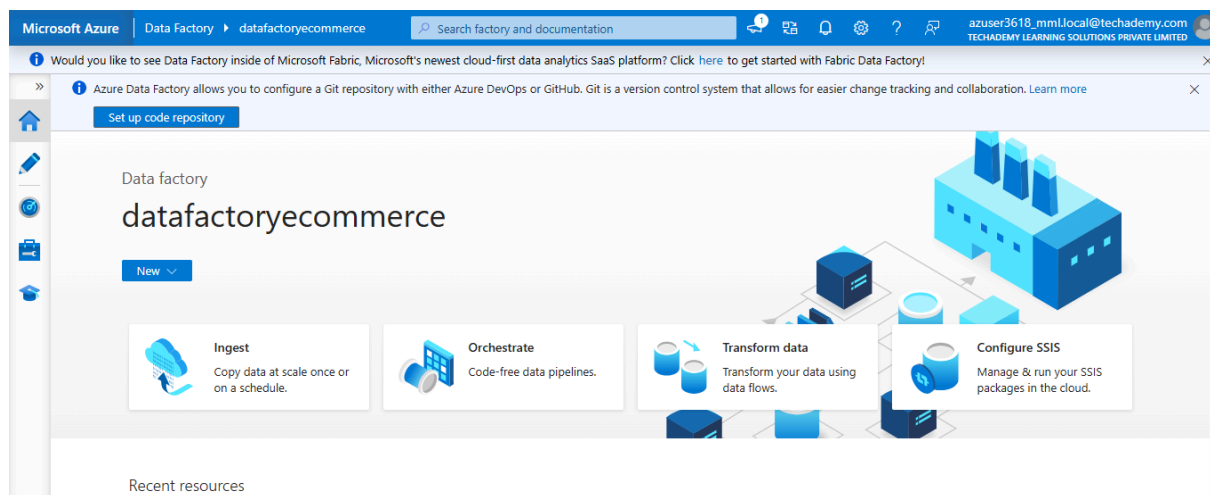 Microsoft Azure
Data Factory
datafactoryecommerce
Search factory and documentation
1
azuser3618_mml.local@techademy.com
TECHADEMY LEARNING SOLUTIONS PRIVATE LIMITED
Would you like to see Data Factory inside of Microsoft Fabric, Microsoft's newest cloud-first data analytics SaaS platform? Click here to get started with Fabric Data Factory!
Azure Data Factory allows you to configure a Git repository with either Azure DevOps or GitHub. Git is a version control system that allows for easier change tracking and collaboration. Learn more
Set up code repository
Data factory
datafactoryecommerce
New
Ingest
Copy data at scale once or
on a schedule.
Orchestrate
Code-free data pipelines.
Transform data
Transform your data using
data flows.
Configure SSIS
Manage & run your SSIS
packages in the cloud.
Recent resources